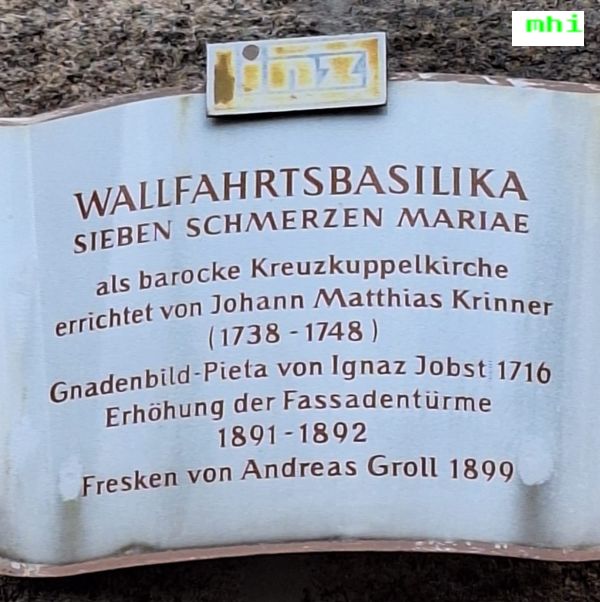 mhi
linz
WALLFAHRTSBASILIKA
SIEBEN SCHMERZEN MARIAE
als barocke Kreuzkuppelkirche
errichtet von Johann Matthias Krinner
(1738 - 1748)
Gnadenbild-Pieta von Ignaz Jobst 1716
Erhöhung der Fassadentürme
1891 - 1892
Fresken von Andreas Groll 1899